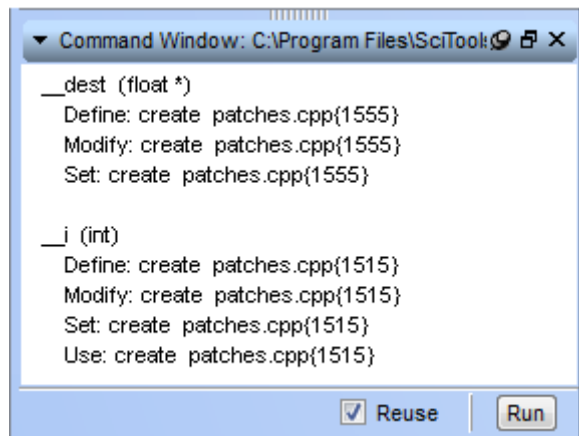 Command Window: C:\Program Files\SciTools
__dest (float *)
Define: create patches.cpp{1555}
Modify: create patches.cpp{1555}
Set: create patches.cpp{1555}
__i (int)
Define: create patches.cpp{1515}
Modify: create patches.cpp{1515}
Set: create patches.cpp{1515}
Use: create patches.cpp{1515}
Reuse Run